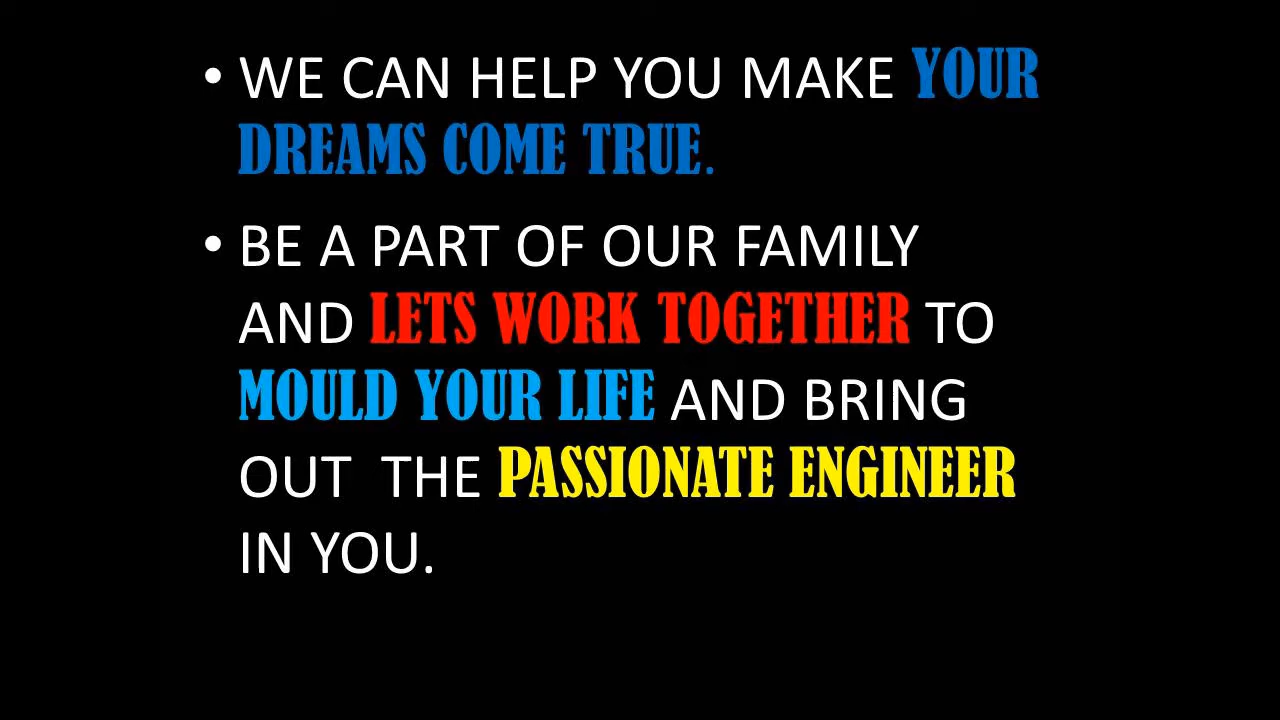 • WE CAN HELP YOU MAKE YOUR
DREAMS COME TRUE.
• BE A PART OF OUR FAMILY
AND LETS WORK TOGETHER TO
MOULD YOUR LIFE AND BRING
OUT  THE PASSIONATE ENGINEER
IN YOU.